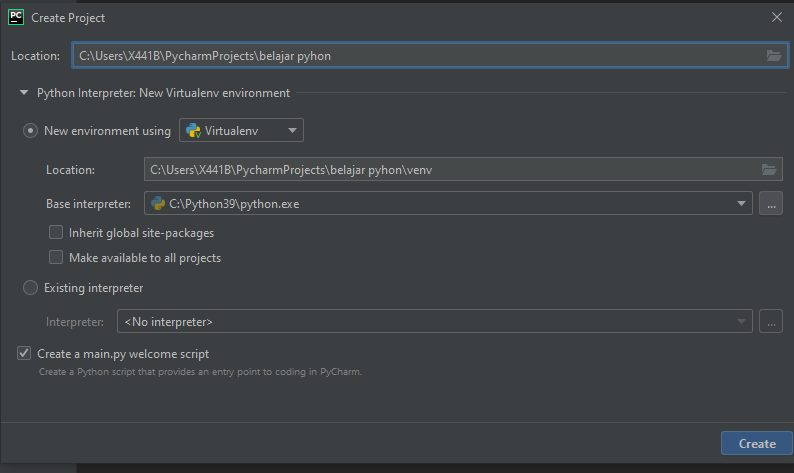 PC Create Project
Location: C:\Users\X441B\PycharmProjects\belajar pyhon
Python Interpreter: New Virtualenv environment
New environment using Virtualenv
Location: C:\Users\X441B\PycharmProjects\belajar pyhon\venv
Base interpreter: C:\Python39\python.exe ...
Inherit global site-packages
Make available to all projects
Existing interpreter
Interpreter: <No interpreter> ...
Create a main.py welcome script
Create a Python script that provides an entry point to coding in PyCharm.
Create